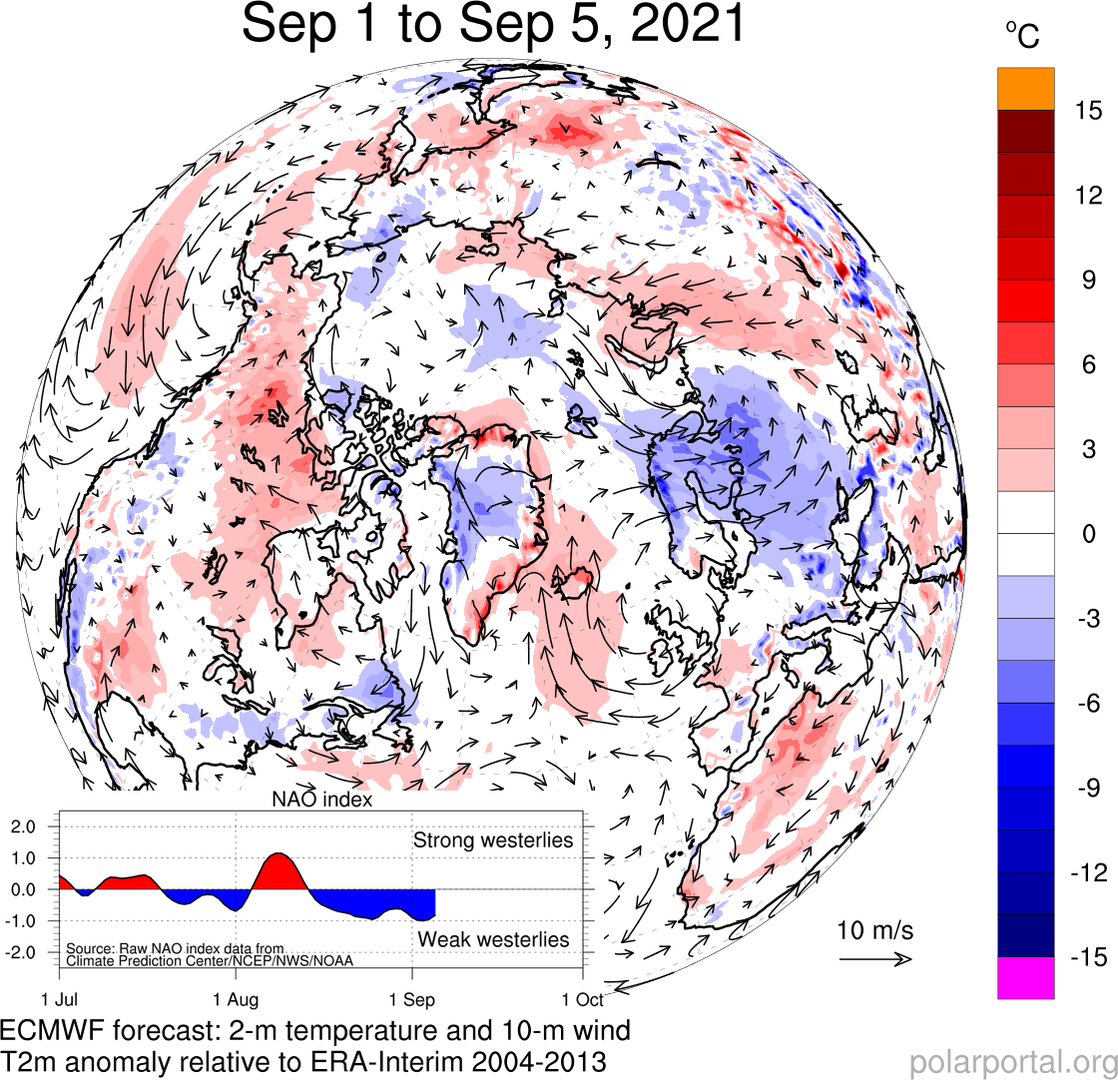 Sep 1 to Sep 5, 2021
oC
15
12
9
6
3
0
-3
-6
-9
-12
-15
10 m/s
NAO index
2.0
1.0
0.0
-1.0
-2.0
Strong westerlies
Weak westerlies
Source: Raw NAO index data from
Climate Prediction Center/NCEP/NWS/NOAA
1 Jul
1 Aug
1 Sep
1 Oct
ECMWF forecast: 2-m temperature and 10-m wind
T2m anomaly relative to ERA-Interim 2004-2013
polarportal.org